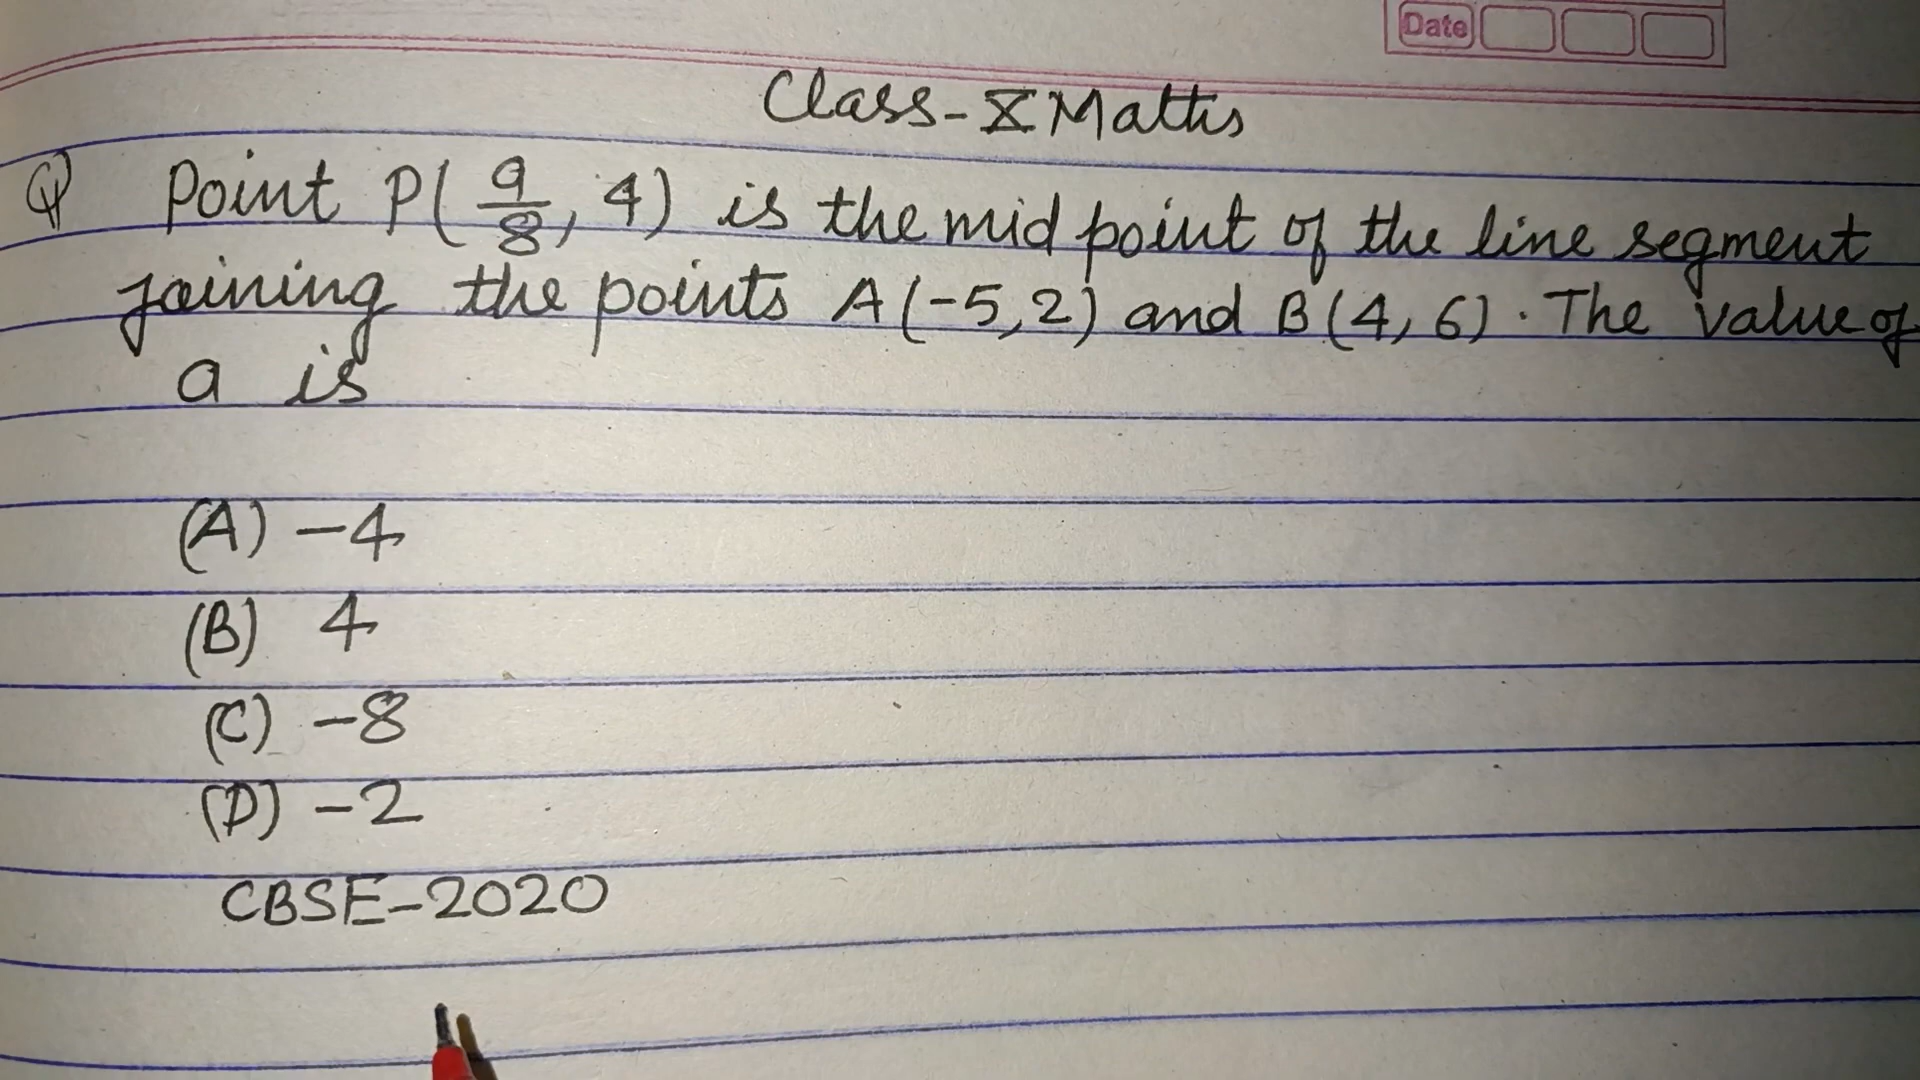 Date
Class-X Maths
Q Point P(a/8, 4) is the mid point of the line segment
joining the points A(-5,2) and B(4,6). The value of
a is
(A) -4
(B) 4
(C) -8
(D) -2
CBSE-2020